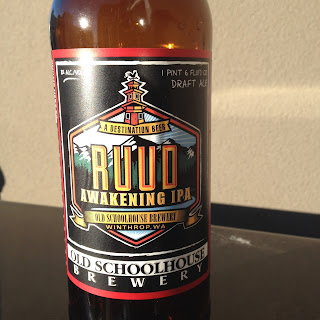 1 PINT 6 FLUID OZ
DRAFT ALE
A DESTINATION BEER
RUUD
AWAKENING IPA
OLD SCHOOLHOUSE BREWERY
WINTHROP, WA
OLD SCHOOLHOUSE
BREWERY